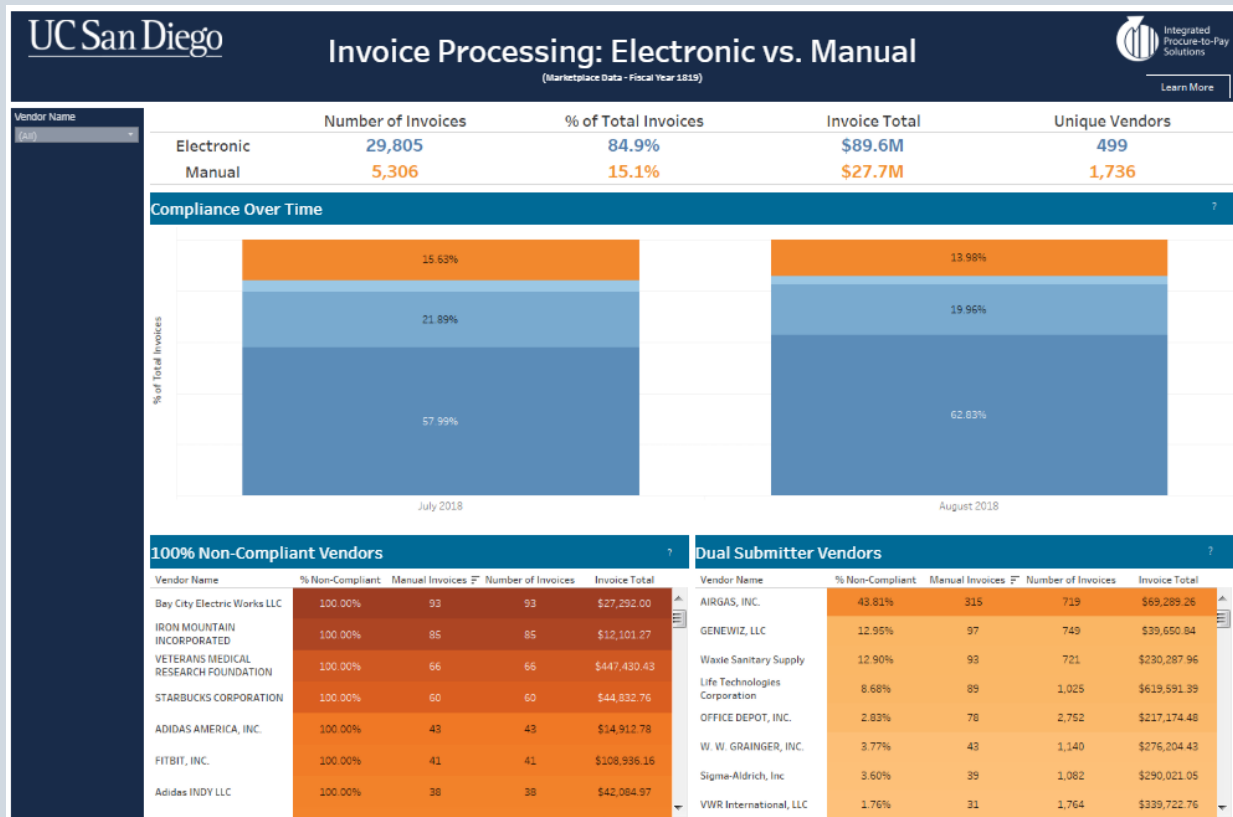 UC San Diego
Invoice Processing: Electronic vs. Manual
(Marketplace Data - Fiscal Year 1819)
Integrated
Procure-to-Pay
Solutions
Learn More
Vendor Name
(All)
Number of Invoices % of Total Invoices Invoice Total Unique Vendors
Electronic 29,805 84.9% $89.6M 499
Manual 5,306 15.1% $27.7M 1,736
Compliance Over Time ?
% of Total Invoices
15.63% 13.98%
21.89% 19.96%
57.99% 62.83%
July 2018 August 2018
100% Non-Compliant Vendors ?
Vendor Name % Non-Compliant Manual Invoices Number of Invoices Invoice Total
Bay City Electric Works LLC 100.00% 93 93 $27,292.00
IRON MOUNTAIN
INCORPORATED 100.00% 85 85 $12,101.27
VETERANS MEDICAL
RESEARCH FOUNDATION 100.00% 66 66 $447,430.43
STARBUCKS CORPORATION 100.00% 60 60 $44,832.76
ADIDAS AMERICA, INC. 100.00% 43 43 $14,912.78
FITBIT, INC. 100.00% 41 41 $108,936.16
Adidas INDY LLC 100.00% 38 38 $42,084.97
Dual Submitter Vendors ?
Vendor Name % Non-Compliant Manual Invoices Number of Invoices Invoice Total
AIRGAS, INC. 43.81% 315 719 $69,289.26
GENEWIZ, LLC 12.95% 97 749 $39,650.84
Waxie Sanitary Supply 12.90% 93 721 $230,287.96
Life Technologies
Corporation 8.68% 89 1,025 $619,591.39
OFFICE DEPOT, INC. 2.83% 78 2,752 $217,174.48
W. W. GRAINGER, INC. 3.77% 43 1,140 $276,204.43
Sigma-Aldrich, Inc 3.60% 39 1,082 $290,021.05
VWR International, LLC 1.76% 31 1,764 $339,722.76